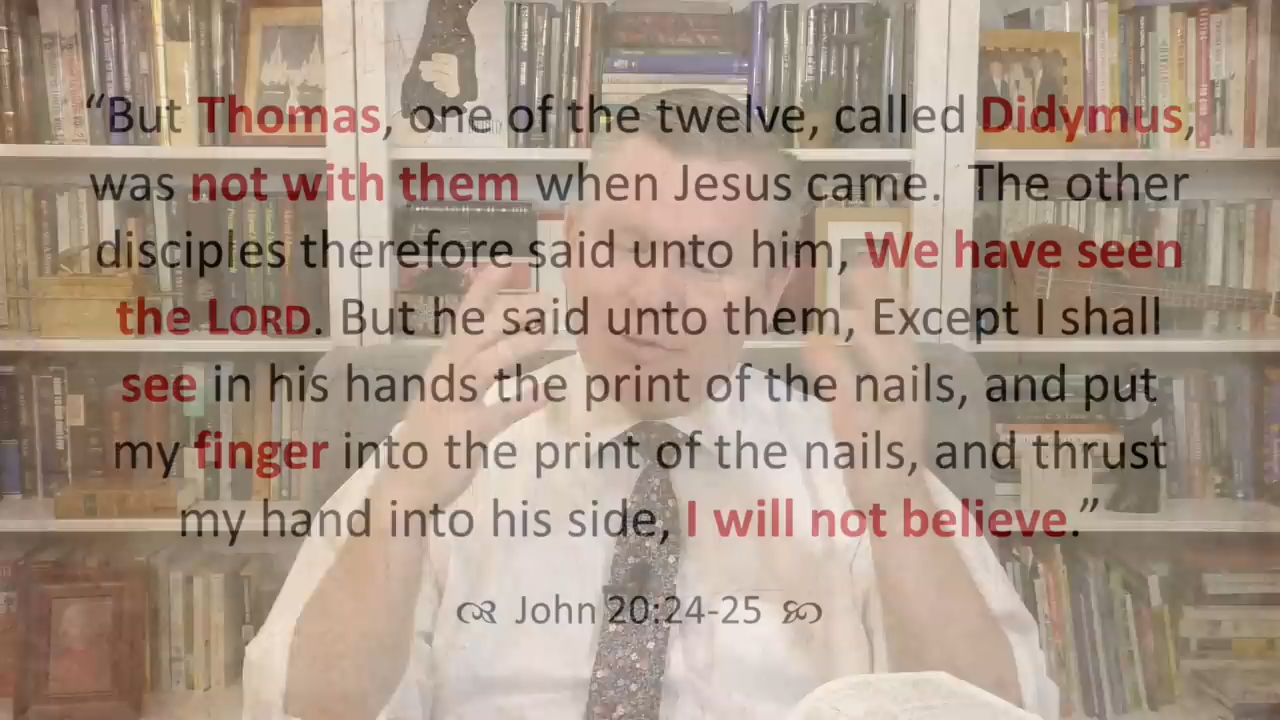 “But Thomas, one of the twelve, called Didymus,
was not with them when Jesus came.  The other
disciples therefore said unto him, We have seen
the LORD. But he said unto them, Except I shall
see in his hands the print of the nails, and put
my finger into the print of the nails, and thrust
my hand into his side, I will not believe.”
John 20:24-25